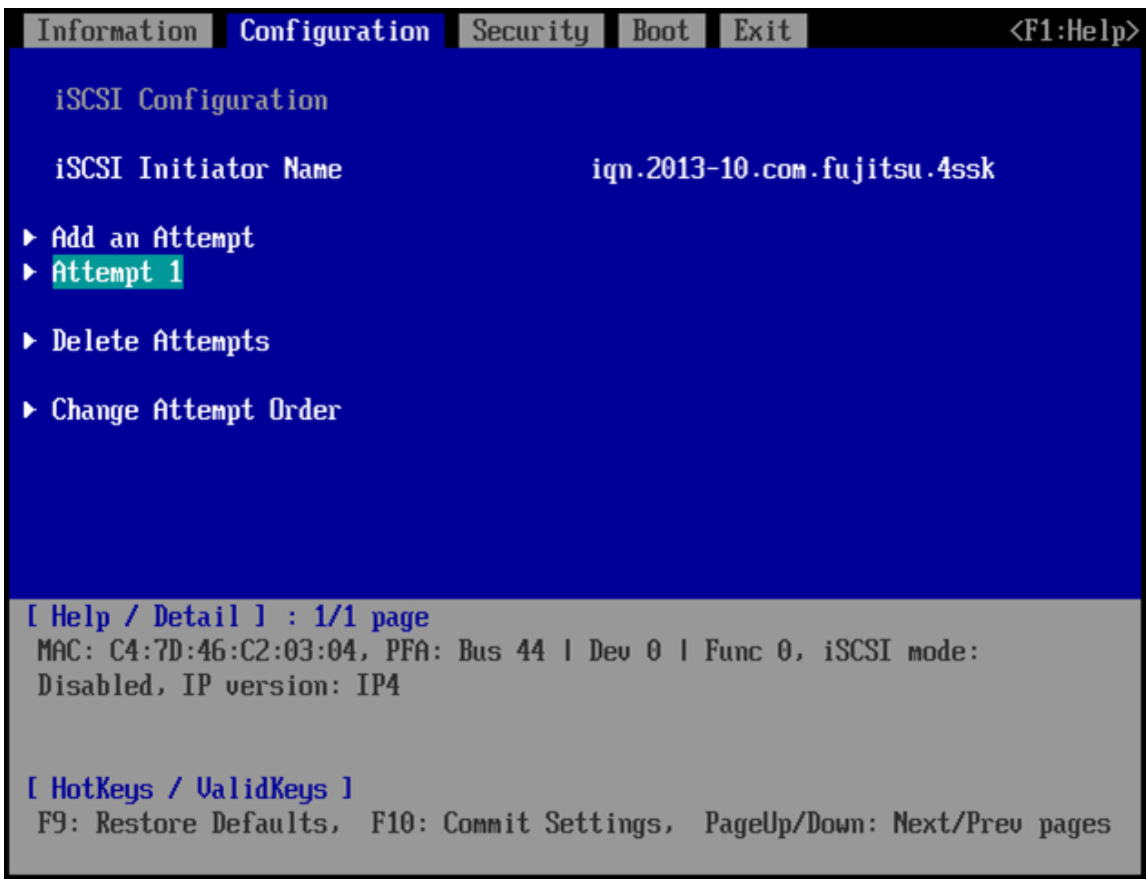 Information Configuration Security Boot Exit <F1:Help>
iSCSI Configuration
iSCSI Initiator Name iqn.2013-10.com.fujitsu.4ssk
Add an Attempt
Attempt 1
Delete Attempts
Change Attempt Order
[ Help / Detail ] : 1/1 page
MAC: C4:7D:46:C2:03:04, PFA: Bus 44 | Dev 0 | Func 0, iSCSI mode:
Disabled, IP version: IP4
[ HotKeys / ValidKeys ]
F9: Restore Defaults, F10: Commit Settings, PageUp/Down: Next/Prev pages